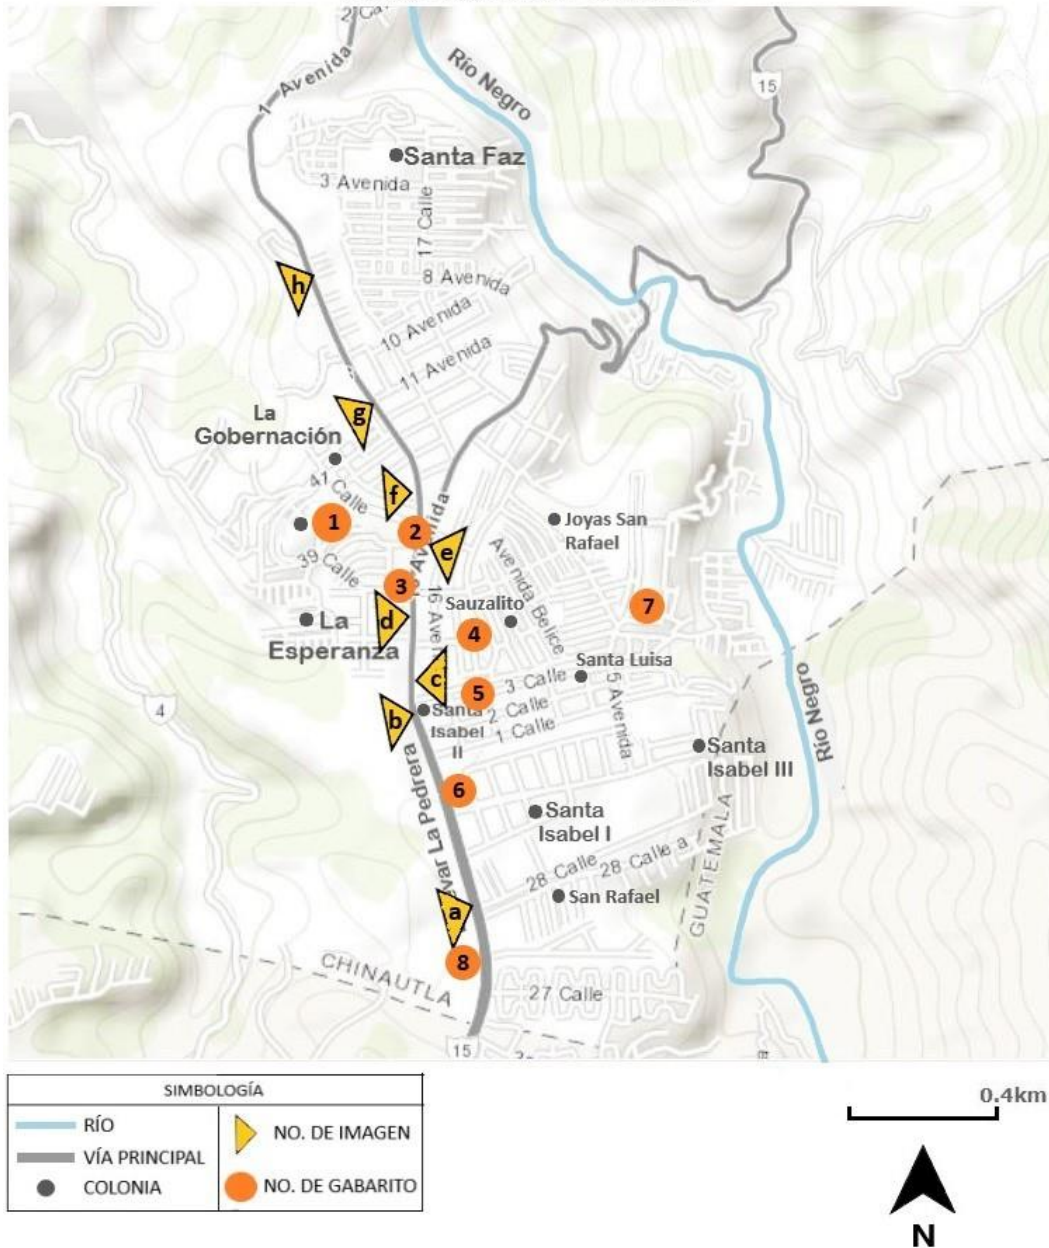 2 Ca
1 Avenida
Río Negro
15
Santa Faz
3 Avenida
17 Calle
8 Avenida
h
10 Avenida
11 Avenida
g
La
Gobernación
f
41 Calle
1
2
nida
e
Joyas San
Rafael
39 Calle
3
Avenida Belice
Av
16 Aven
Sauzalito
7
d
La
Esperanza
4
Santa Luisa
c
5
3 Calle
2 Calle
1 Calle
5 Avenida
b
Santa
Isabel
II
4
Santa
Isabel III
Río Negro
var La Pedrera
6
Santa
Isabel I
GUATEMALA
28 Calle
28 Calle a
San Rafael
a
8
CHINAUTLA
27 Calle
15
SIMBOLOGÍA
RÍO
VÍA PRINCIPAL
COLONIA
NO. DE IMAGEN
NO. DE GABARITO
0.4km
N